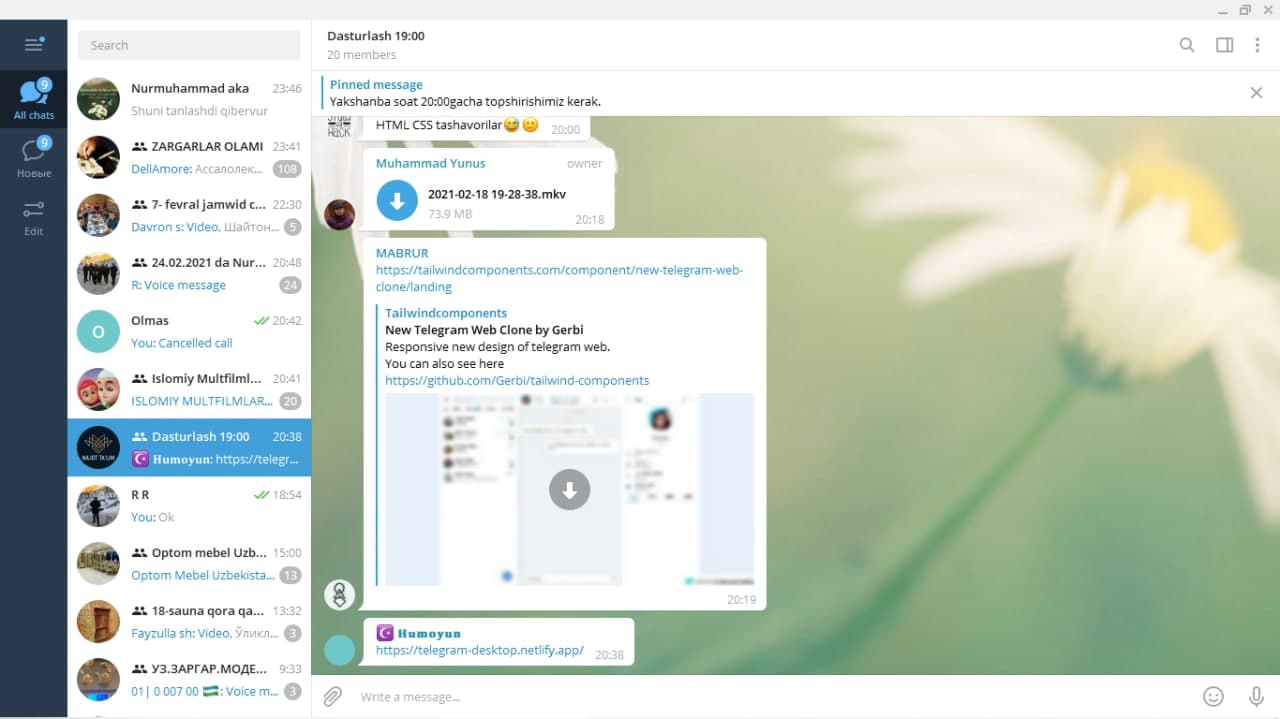 Search
9
All chats
9
Новые
Edit
Nurmuhammad aka 23:46
Shuni tanlashdi qibervur
ZARGARLAR OLAMI 23:41
DellAmore: Ассалолек... 108
7- fevral jamwid c... 22:30
Davron s: Video, Шайтон... 5
24.02.2021 da Nur... 20:48
R: Voice message 24
O
Olmas 20:42
You: Cancelled call
Islomiy Multfilml... 20:41
ISLOMIY MULTFILMLAR... 20
NAJOT TA'LIM
Dasturlash 19:00 20:38
Humoyun: https://telegr...
R R 18:54
You: Ok
Optom mebel Uzb... 15:00
Optom Mebel Uzbekista... 13
18-sauna qora qa... 13:32
Fayzulla sh: Video, Ўликл... 3
УЗ.ЗАРГАР.МОДЕ... 9:33
01| 0 007 00 🇺🇿: Voice m... 3
Dasturlash 19:00
20 members
Pinned message
Yakshanba soat 20:00gacha topshirishimiz kerak.
HACK
HTML CSS tashavorilar😅🙂 20:00
Muhammad Yunus owner
2021-02-18 19-28-38.mkv
73.9 MB 20:18
MABRUR
https://tailwindcomponents.com/component/new-telegram-web-
clone/landing
Tailwindcomponents
New Telegram Web Clone by Gerbi
Responsive new design of telegram web.
You can also see here
https://github.com/Gerbi/tailwind-components
20:19
☪️ Humoyun
https://telegram-desktop.netlify.app/ 20:38
Write a message...